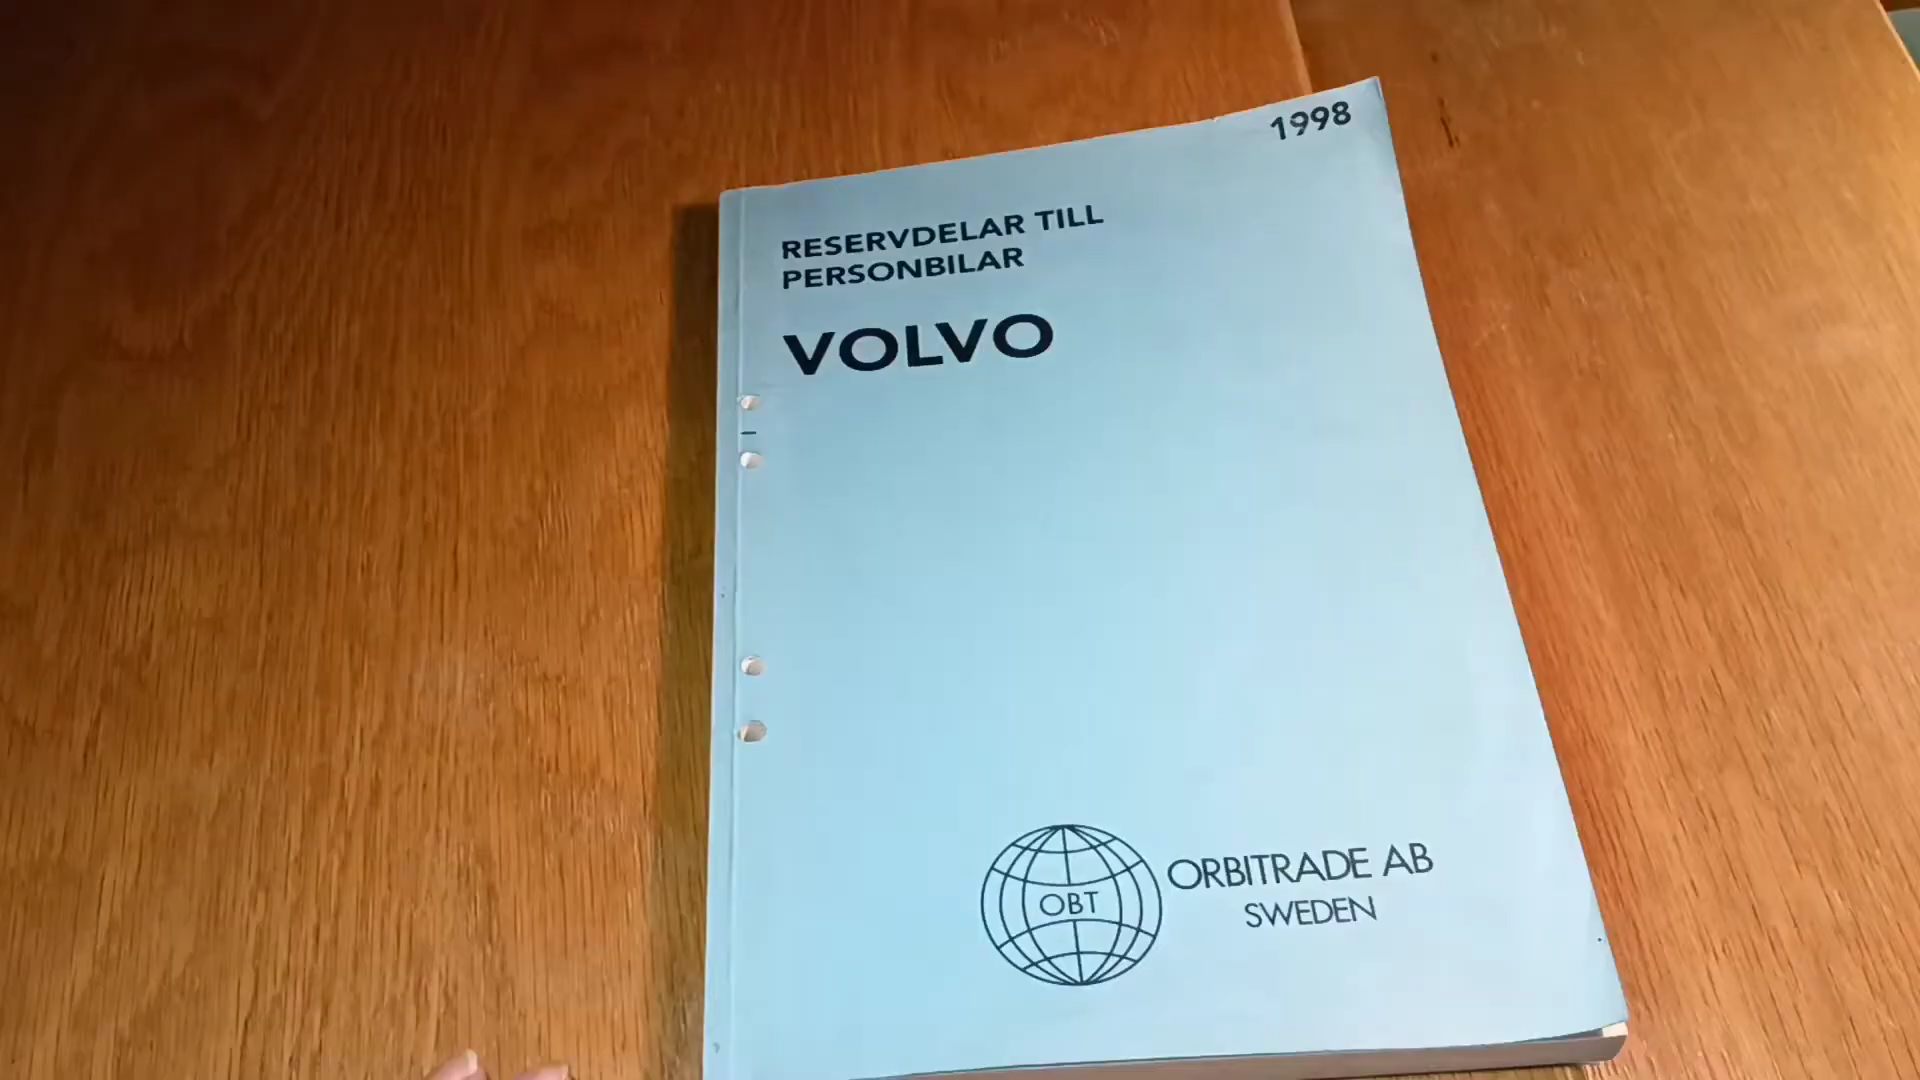 1998
RESERVDELAR TILL
PERSONBILAR
VOLVO
OBT
ORBITRADE AB
SWEDEN